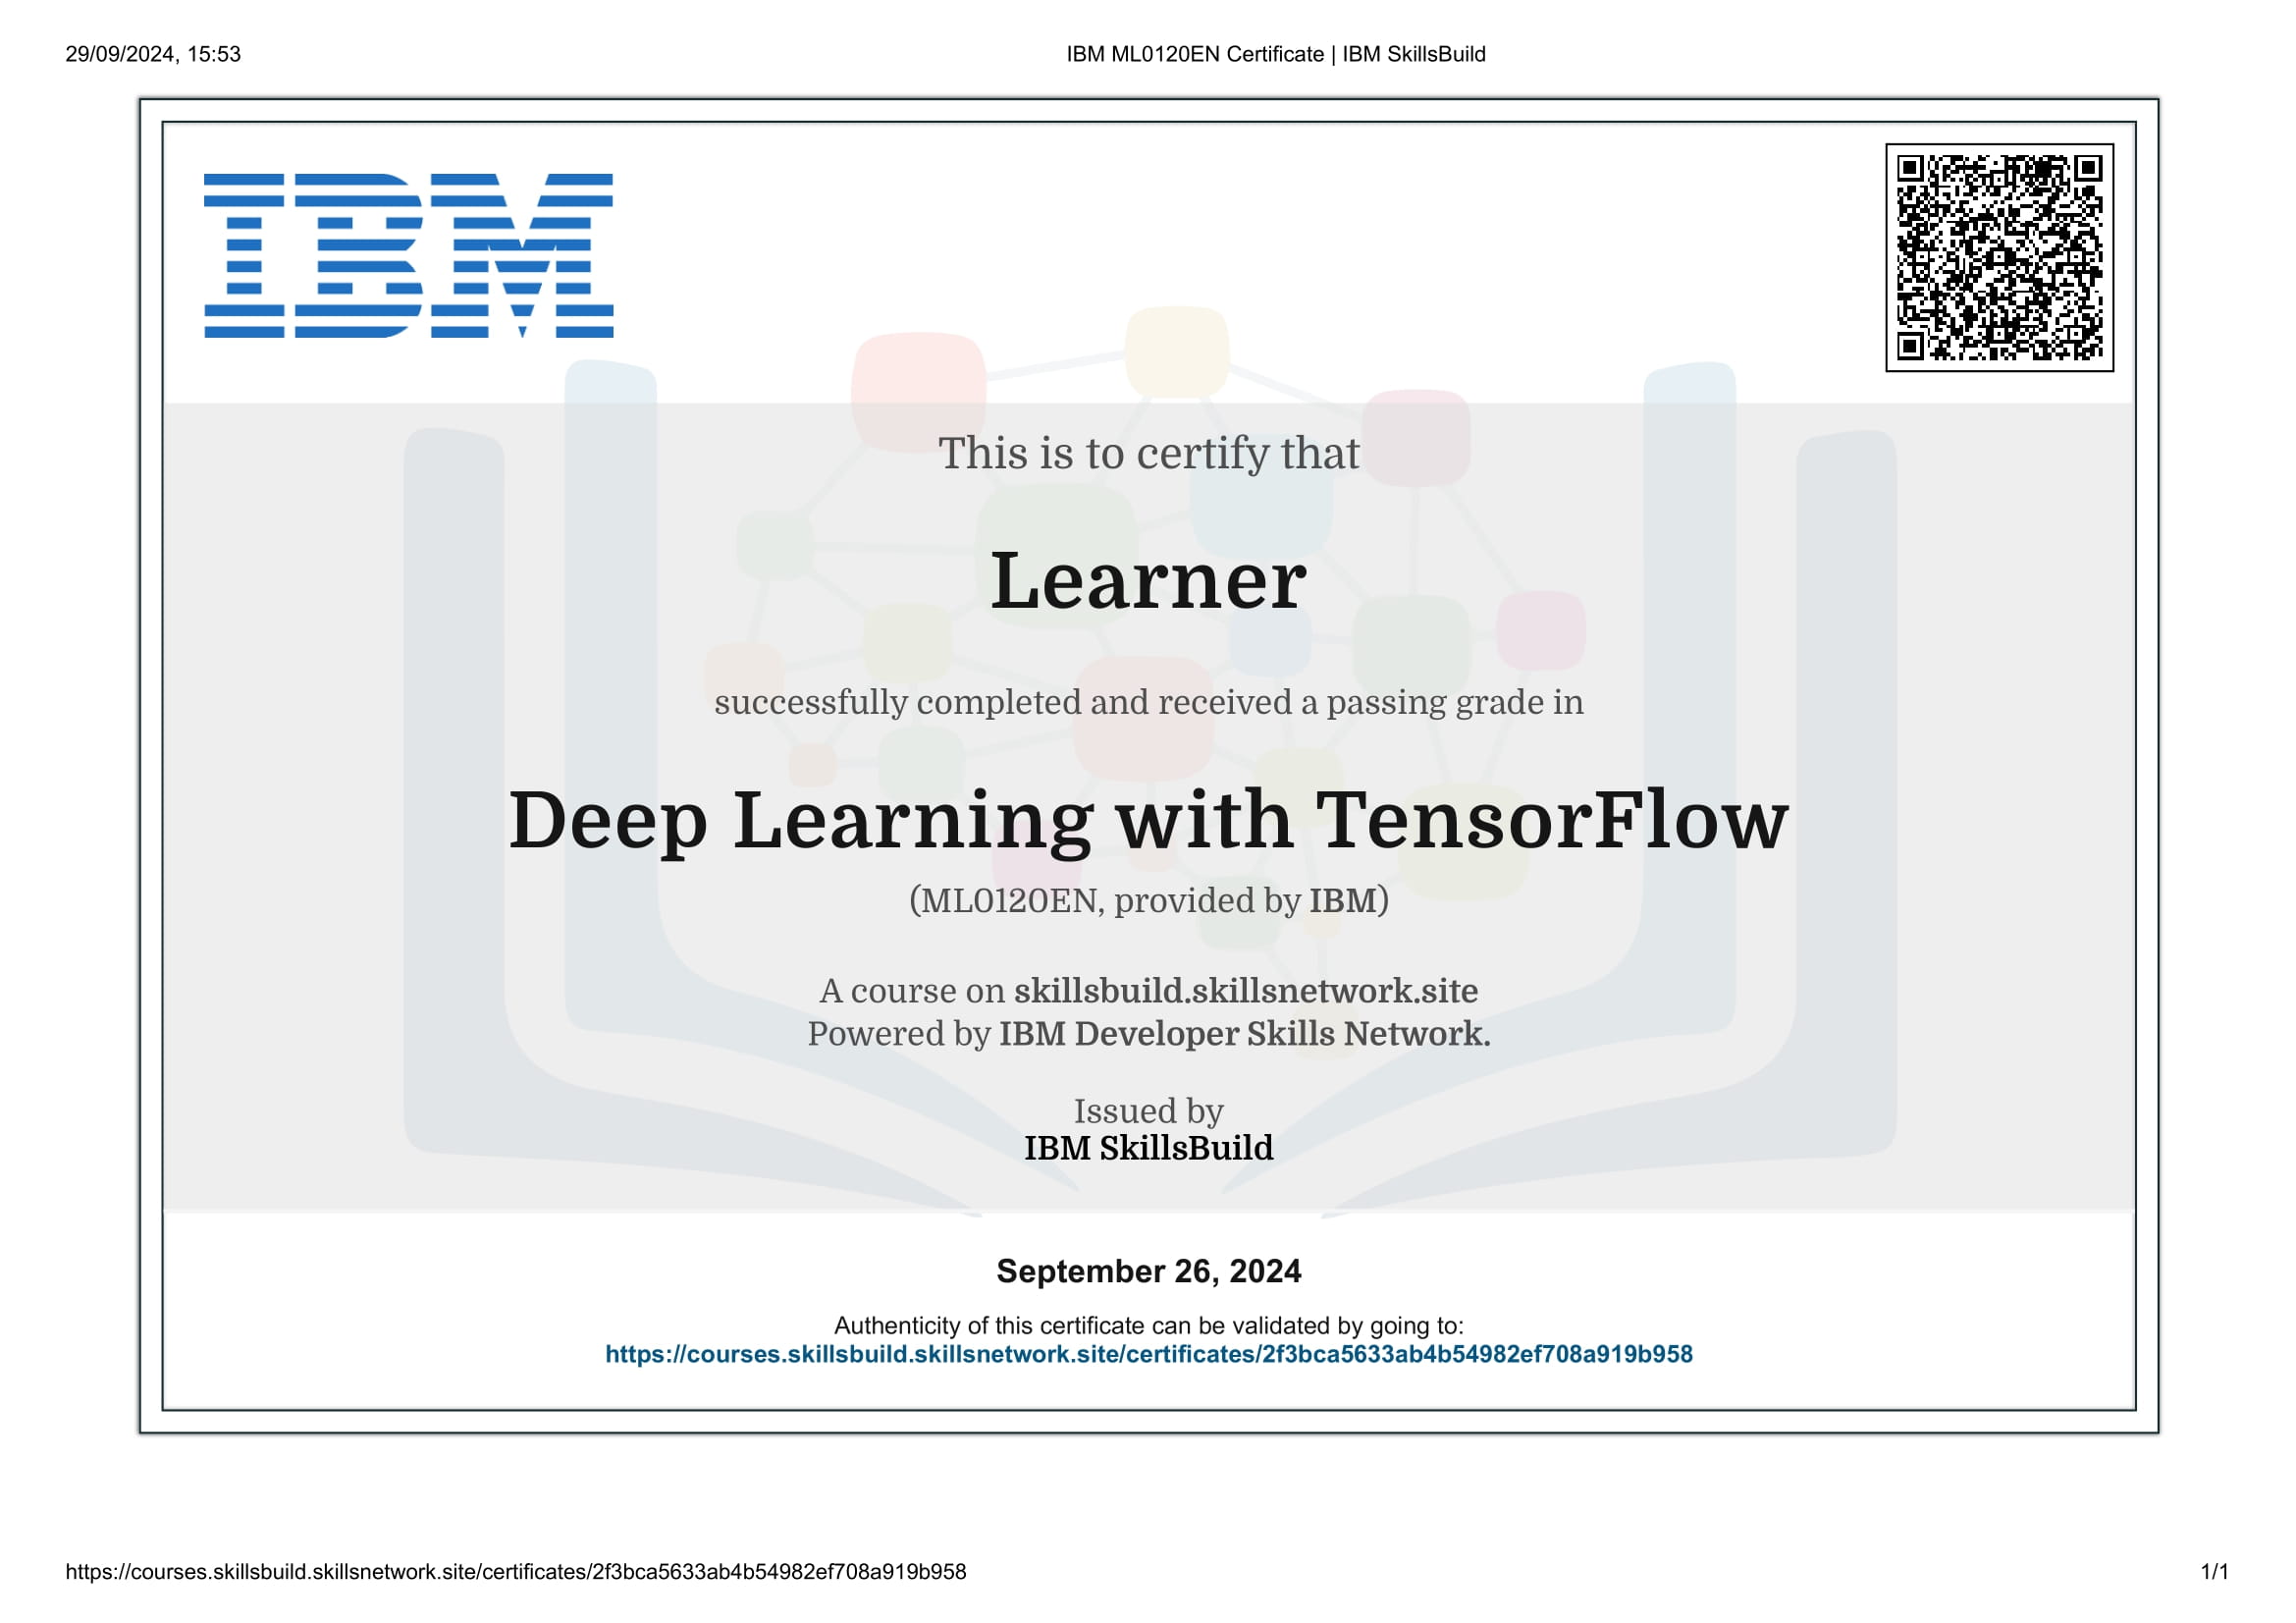 29/09/2024, 15:53
IBM ML0120EN Certificate | IBM SkillsBuild
IBM
This is to certify that
Learner
successfully completed and received a passing grade in
Deep Learning with TensorFlow
(ML0120EN, provided by IBM)
A course on skillsbuild.skillsnetwork.site
Powered by IBM Developer Skills Network.
Issued by
IBM SkillsBuild
September 26, 2024
Authenticity of this certificate can be validated by going to:
https://courses.skillsbuild.skillsnetwork.site/certificates/2f3bca5633ab4b54982ef708a919b958
https://courses.skillsbuild.skillsnetwork.site/certificates/2f3bca5633ab4b54982ef708a919b958
1/1